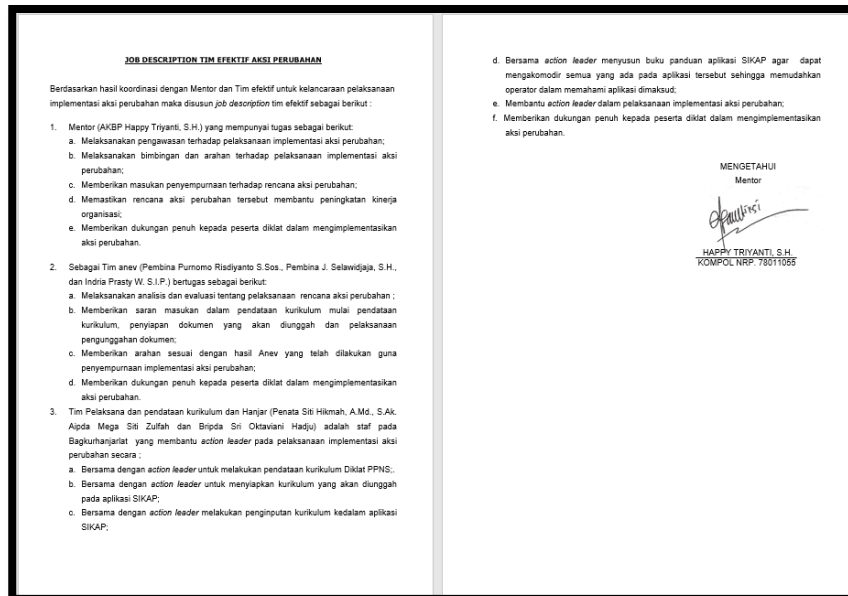 JOB DESCRIPTION TIM EFEKTIF AKSI PERUBAHAN
Berdasarkan hasil koordinasi dengan Mentor dan Tim efektif untuk kelancaraan pelaksanaan
implementasi aksi perubahan maka disusun job description tim efektif sebagai berikut :
1. Mentor (AKBP Happy Triyanti, S.H.) yang mempunyai tugas sebagai berikut:
a. Melaksanakan pengawasan terhadap pelaksanaan implementasi aksi perubahan;
b. Melaksanakan bimbingan dan arahan terhadap pelaksanaan implementasi aksi
perubahan;
c. Memberikan masukan penyempurnaan terhadap rencana aksi perubahan;
d. Memastikan rencana aksi perubahan tersebut membantu peningkatan kinerja
organisasi;
e. Memberikan dukungan penuh kepada peserta diklat dalam mengimplementasikan
aksi perubahan.
2. Sebagai Tim anev (Pembina Purnomo Risdiyanto S.Sos., Pembina J. Selawidjaja, S.H.,
dan Indria Prasty W. S.I.P.) bertugas sebagai berikut:
a. Melaksanakan analisis dan evaluasi tentang pelaksanaan rencana aksi perubahan ;
b. Memberikan saran masukan dalam pendataan kurikulum mulai pendataan
kurikulum, penyiapan dokumen yang akan diunggah dan pelaksanaan
pengunggahan dokumen;
c. Memberikan arahan sesuai dengan hasil Anev yang telah dilakukan guna
penyempurnaan implementasi aksi perubahan;
d. Memberikan dukungan penuh kepada peserta diklat dalam mengimplementasikan
aksi perubahan.
3. Tim Pelaksana dan pendataan kurikulum dan Hanjar (Penata Siti Hikmah, A.Md., S.Ak.
Aipda Mega Siti Zulfah dan Bripda Sri Oktaviani Hadju) adalah staf pada
Bagkurhanjarlat yang membantu action leader pada pelaksanaan implementasi aksi
perubahan secara ;
a. Bersama dengan action leader untuk melakukan pendataan kurikulum Diklat PPNS;.
b. Bersama dengan action leader untuk menyiapkan kurikulum yang akan diunggah
pada aplikasi SIKAP;
c. Bersama dengan action leader melakukan penginputan kurikulum kedalam aplikasi
SIKAP;
d. Bersama action leader menyusun buku panduan aplikasi SIKAP agar dapat
mengakomodir semua yang ada pada aplikasi tersebut sehingga memudahkan
operator dalam memahami aplikasi dimaksud;
e. Membantu action leader dalam pelaksanaan implementasi aksi perubahan;
f. Memberikan dukungan penuh kepada peserta diklat dalam mengimplementasikan
aksi perubahan.
MENGETAHUI
Mentor
HAPPY TRIYANTI, S.H.
KOMPOL NRP. 78011055